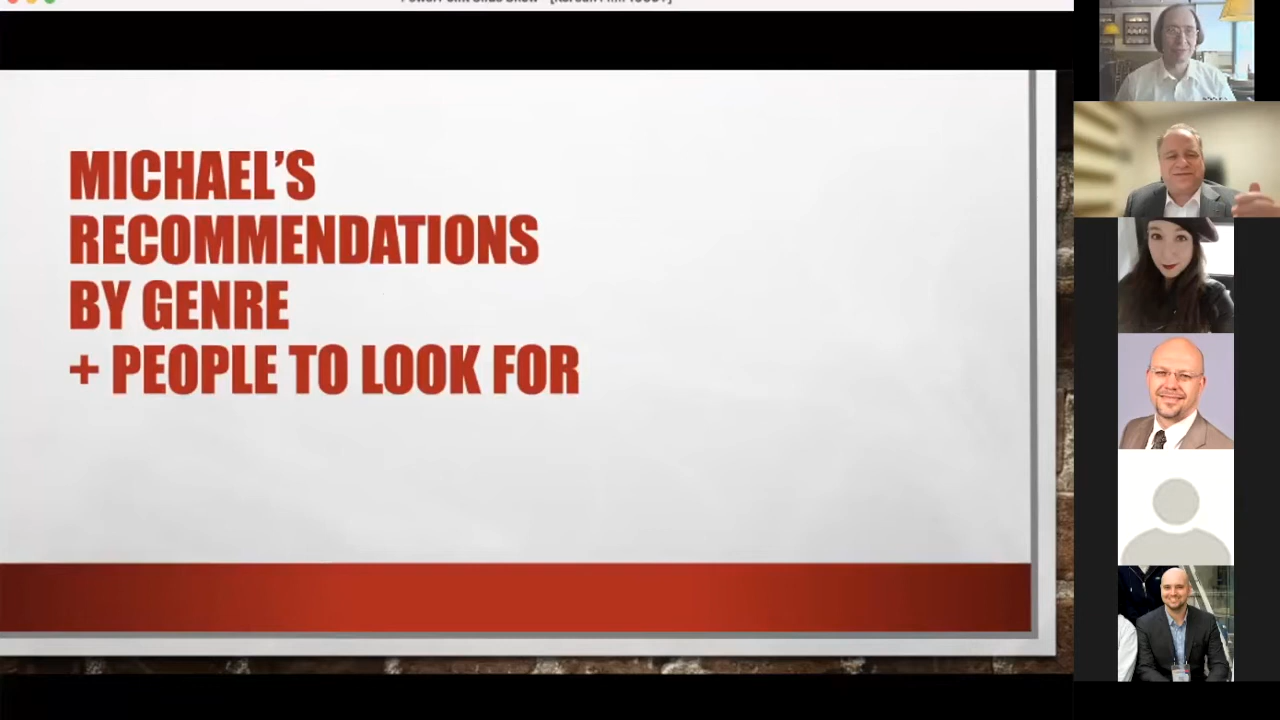 MICHAEL'S
RECOMMENDATIONS
BY GENRE
+ PEOPLE TO LOOK FOR